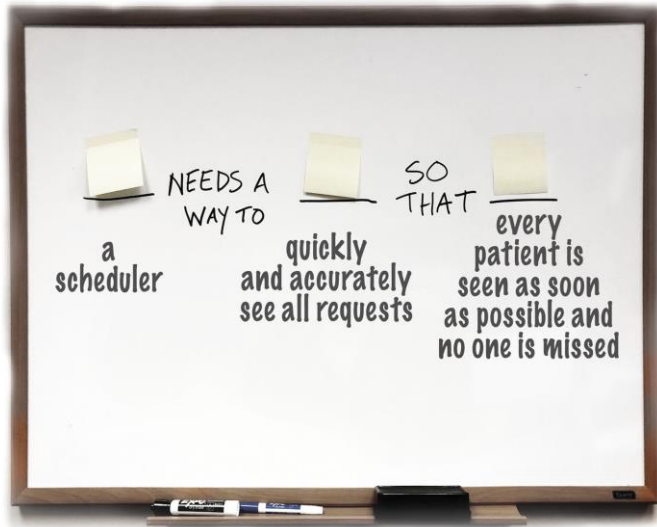 NEEDS A
WAY TO
SO
THAT
a
scheduler
quickly
and accurately
see all requests
every
patient is
seen as soon
as possible and
no one is missed